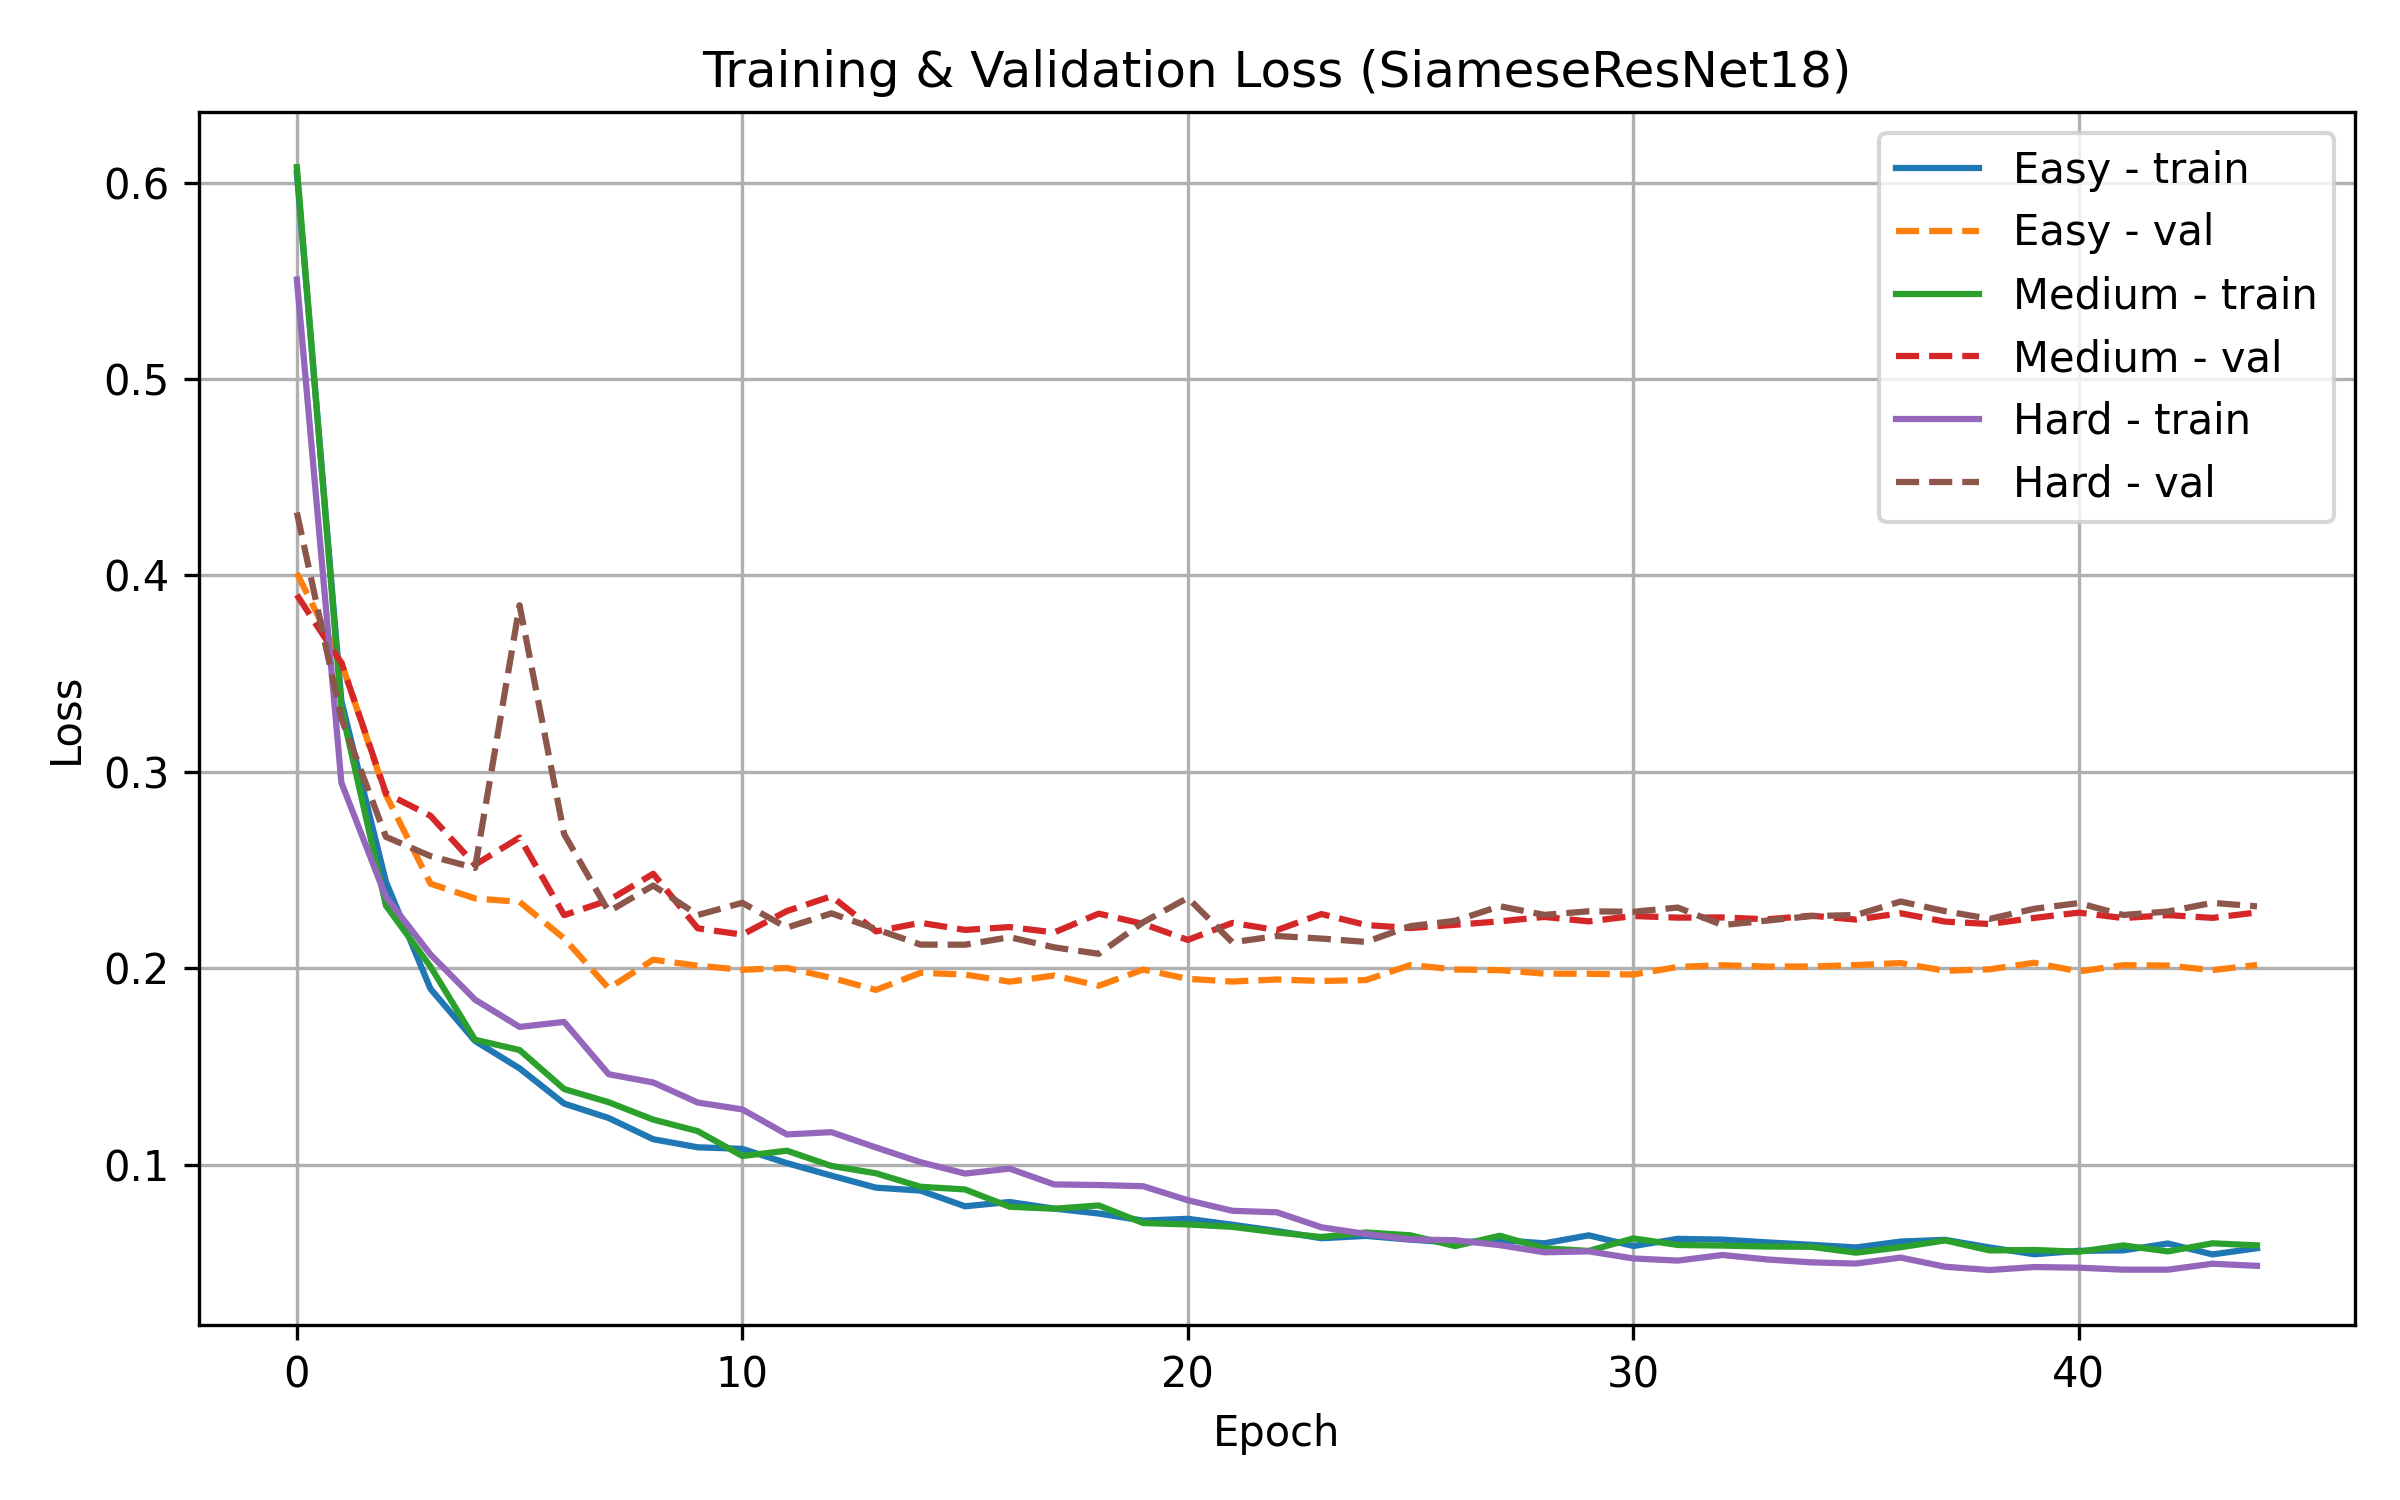 Training & Validation Loss (SiameseResNet18)
Easy - train
Easy - val
Medium - train
Medium - val
Hard - train
Hard - val
Loss
0.6
0.5
0.4
0.3
0.2
0.1
0 10 20 30 40
Epoch